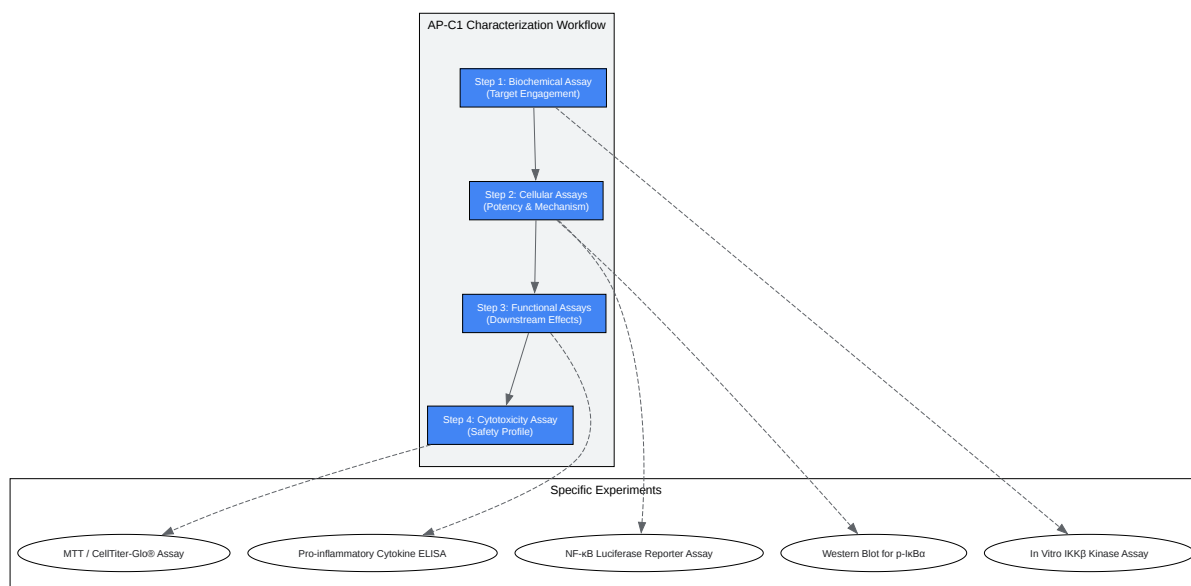 AP-C1 Characterization Workflow
Step 1: Biochemical Assay
(Target Engagement)
Step 2: Cellular Assays
(Potency & Mechanism)
Step 3: Functional Assays
(Downstream Effects)
Step 4: Cytotoxicity Assay
(Safety Profile)
Specific Experiments
MTT / CellTiter-Glo® Assay
Pro-inflammatory Cytokine ELISA
NF-κB Luciferase Reporter Assay
Western Blot for p-IκBα
In Vitro IKKβ Kinase Assay